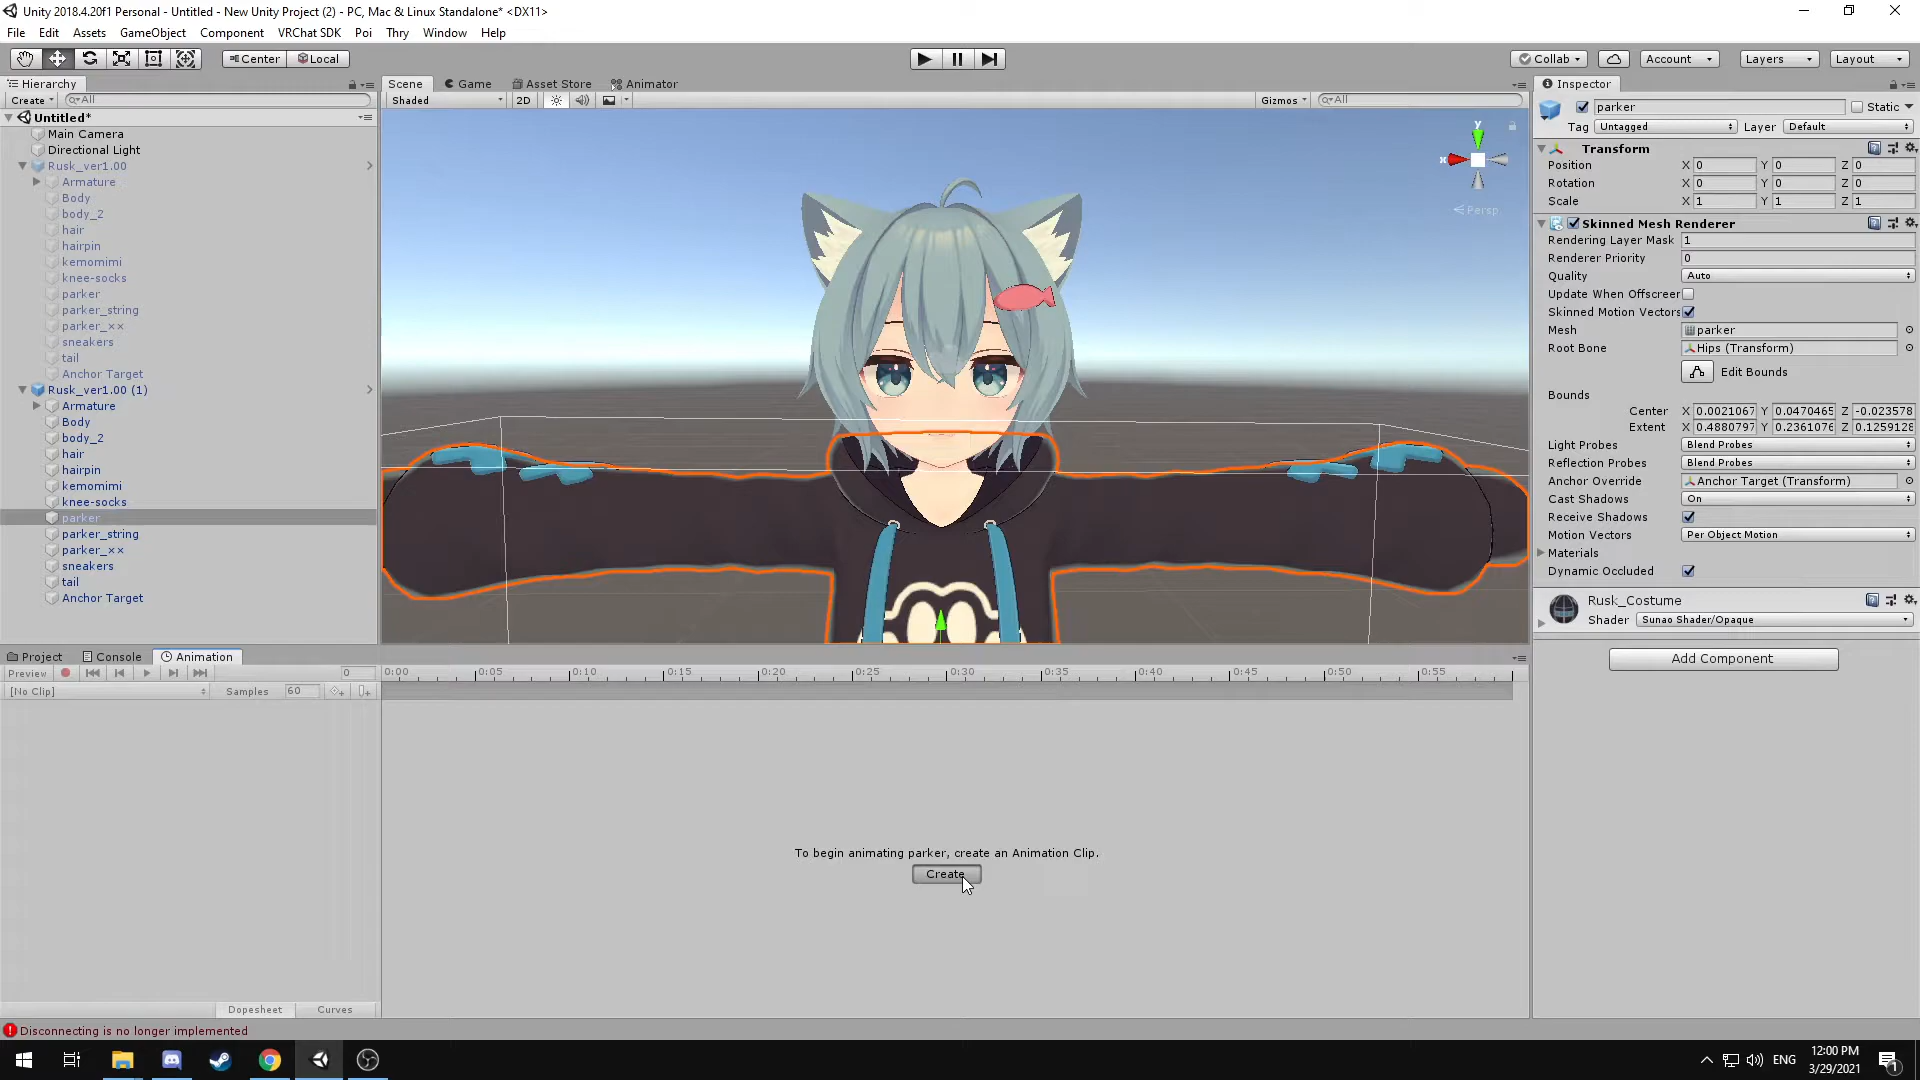 Unity 2018.4.20f1 Personal - Untitled - New Unity Project (2) - PC, Mac & Linux Standalone* <DX11>
File Edit Assets GameObject Component VRChat SDK Poi Thry Window Help
Center Local Collab Account Layers Layout
Hierarchy
Create All
Untitled*
Main Camera
Directional Light
Rusk_ver1.00
Armature
Body
body_2
hair
hairpin
kemomimi
knee-socks
parker
parker_string
parker_××
sneakers
tail
Anchor Target
Rusk_ver1.00 (1)
Armature
Body
body_2
hair
hairpin
kemomimi
knee-socks
parker
parker_string
parker_××
sneakers
tail
Anchor Target
Scene Game Asset Store Animator
Shaded 2D Gizmos All
y
x
Persp
Inspector
parker Static
Tag Untagged Layer Default
Transform
Position X 0 Y 0 Z 0
Rotation X 0 Y 0 Z 0
Scale X 1 Y 1 Z 1
Skinned Mesh Renderer
Rendering Layer Mask 1
Renderer Priority 0
Quality Auto
Update When Offscreen
Skinned Motion Vectors
Mesh parker
Root Bone Hips (Transform)
Edit Bounds
Bounds
Center X 0.0021067 Y 0.0470465 Z -0.023578
Extent X 0.4880797 Y 0.2361076 Z 0.1259128
Light Probes Blend Probes
Reflection Probes Blend Probes
Anchor Override Anchor Target (Transform)
Cast Shadows On
Receive Shadows
Motion Vectors Per Object Motion
Materials
Dynamic Occluded
Rusk_Costume
Shader Sunao Shader/Opaque
Add Component
Project Console Animation
Preview 0 0:00 0:05 0:10 0:15 0:20 0:25 0:30 0:35 0:40 0:45 0:50 0:55
[No Clip] Samples 60
To begin animating parker, create an Animation Clip.
Create
Dopesheet Curves
Disconnecting is no longer implemented
ENG
12:00 PM
3/29/2021
1